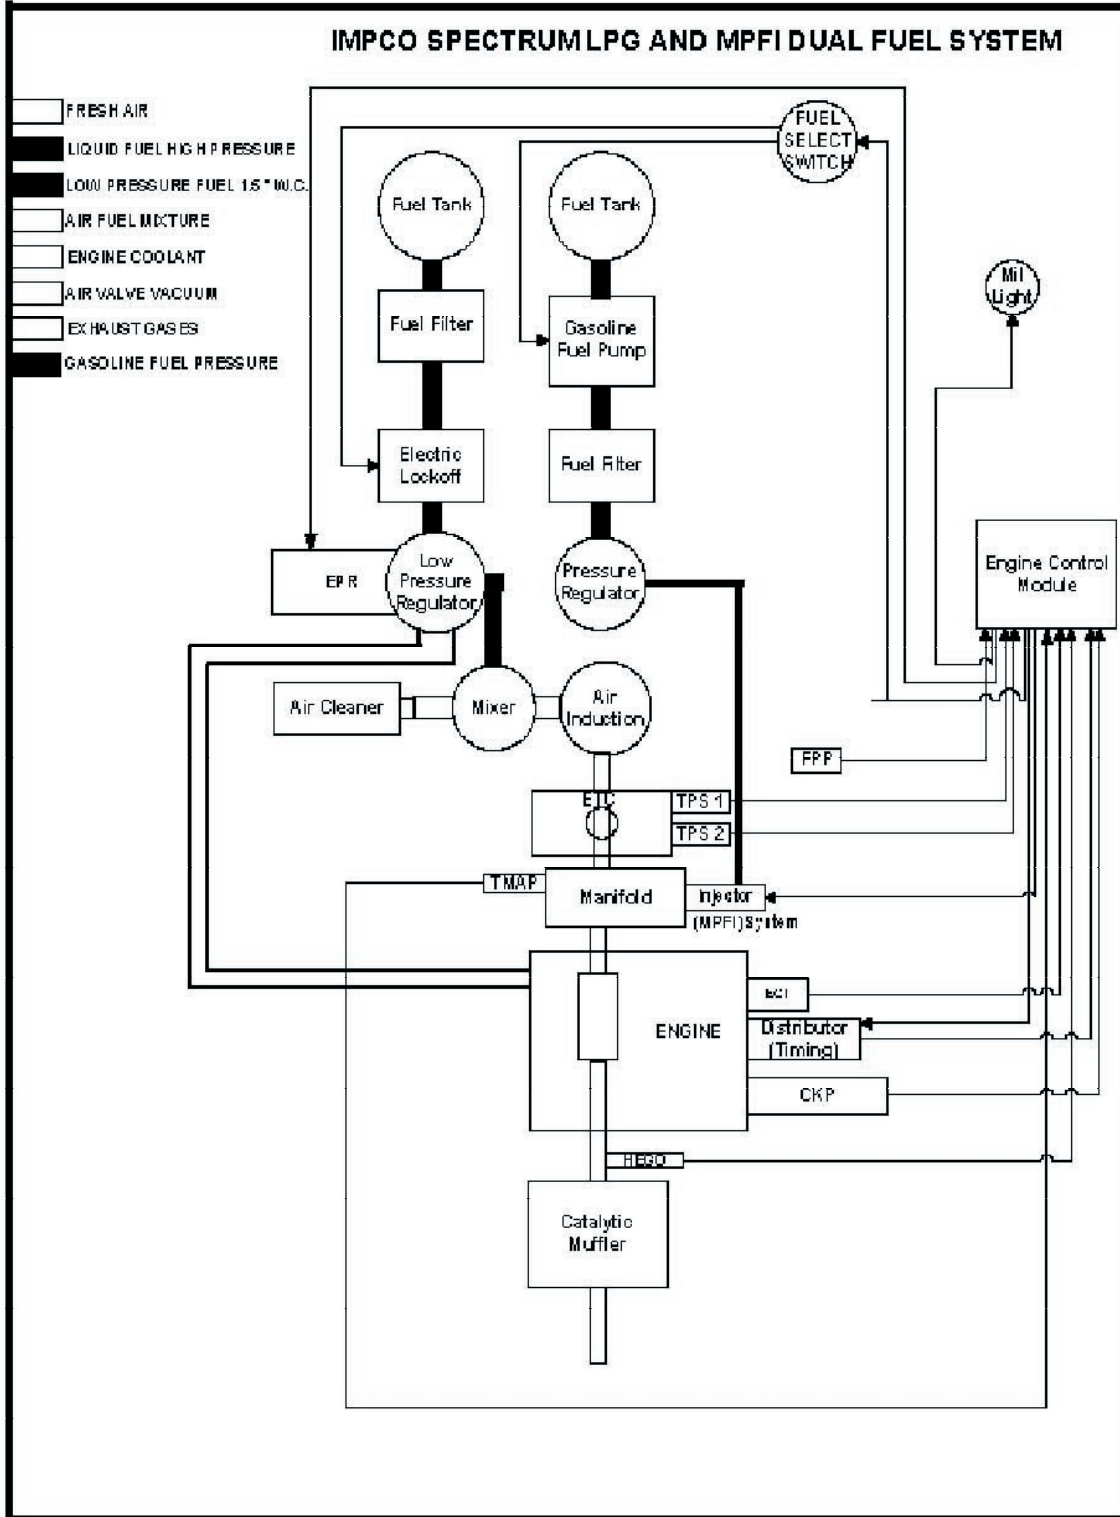 IMPCO SPECTRUM LPG AND MPFI DUAL FUEL SYSTEM
FRESH AIR
LIQUID FUEL HIGH PRESSURE
LOW PRESSURE FUEL 1.5" W.C.
AIR FUEL MIXTURE
ENGINE COOLANT
AIR VALVE VACUUM
EXHAUST GASES
GASOLINE FUEL PRESSURE
FUEL
SELECT
SWITCH
Fuel Tank
Fuel Tank
Mil
Light
Fuel Filter
Gasoline
Fuel Pump
Electric
Lockoff
Fuel Filter
EPR
Low
Pressure
Regulator
Pressure
Regulator
Engine Control
Module
Air Cleaner
Mixer
Air
Induction
FPP
ETC
TPS 1
TPS 2
TMAP
Manifold
Injector
(MPFI)System
ECT
ENGINE
Distributor
(Timing)
CKP
HEGO
Catalytic
Muffler